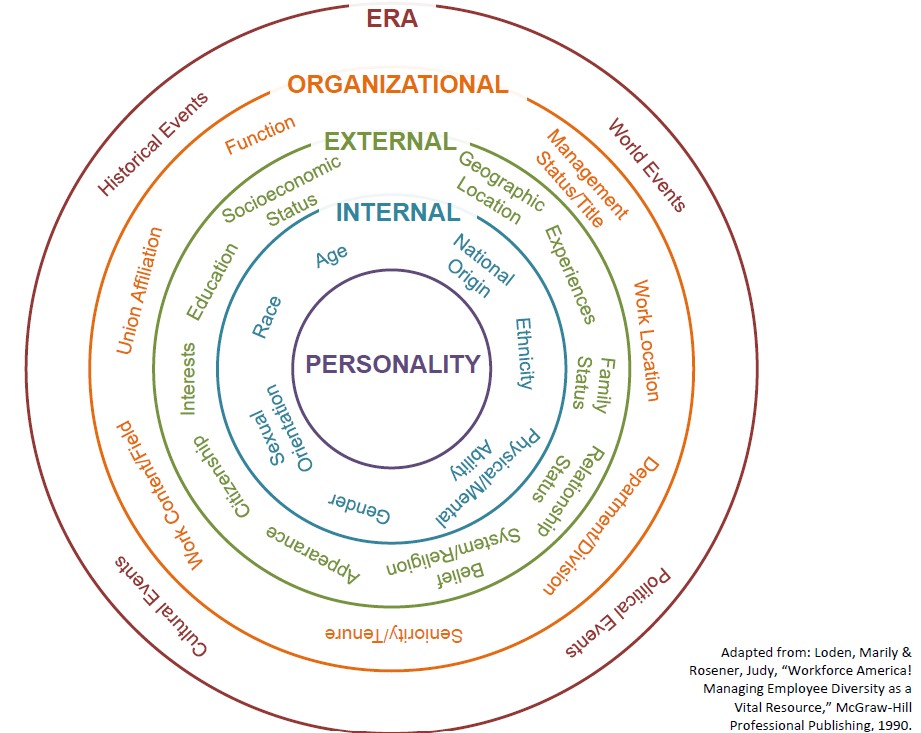 ERA
Historical Events
World Events
Political Events
Cultural Events
ORGANIZATIONAL
Function
Management
Status/Title
Work Location
Department/Division
Seniority/Tenure
Work Content/Field
Union Affiliation
EXTERNAL
Socioeconomic
Status
Geographic
Location
Experiences
Family
Status
Relationship
Status
Belief
System/Religion
Appearance
Citizenship
Interests
Education
INTERNAL
Age
National
Origin
Ethnicity
Physical/Mental
Ability
Gender
Sexual
Orientation
Race
PERSONALITY
Adapted from: Loden, Marily &
Rosener, Judy, “Workforce America!
Managing Employee Diversity as a
Vital Resource,” McGraw-Hill
Professional Publishing, 1990.